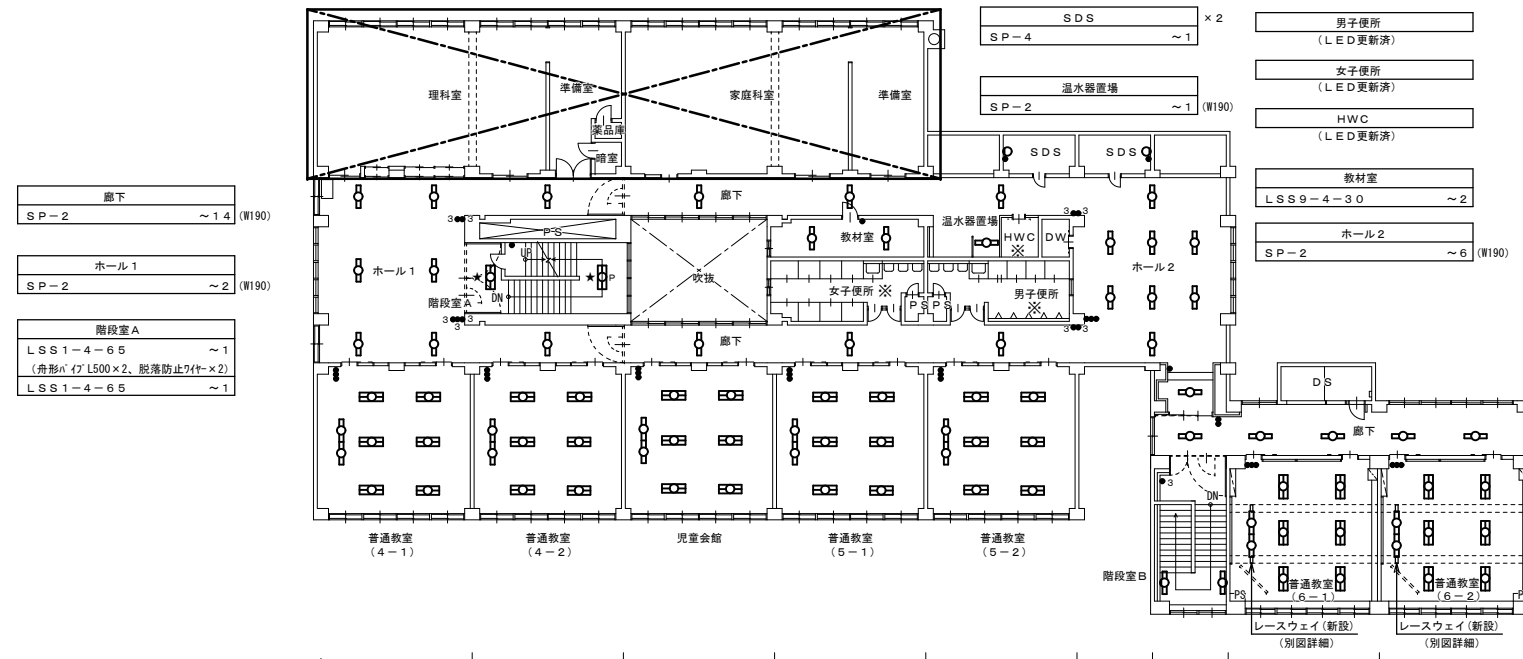 SDS ×2
SP－4 ～1
温水器置場
SP－2 ～1 (W190)
男子便所
(LED更新済)
女子便所
(LED更新済)
HWC
(LED更新済)
教材室
LSS9－4－30 ～2
ホール2
SP－2 ～6 (W190)
廊下
SP－2 ～14 (W190)
ホール1
SP－2 ～2 (W190)
階段室A
LSS1－4－65 ～1
(舟形ﾊﾟｲﾌﾟL500×2、脱落防止ﾜｲﾔｰ×2)
LSS1－4－65 ～1
理科室
準備室
家庭科室
準備室
薬品庫
暗室
SDS
SDS
廊下
3 3
3
PS
教材室
温水器置場
HWC
※
DW
3 3
ホール1
UP
★
★
P
DN
階段室A
吹抜
女子便所 ※
PS
PS
男子便所
※
ホール2
3 3
3
3 3
廊下
DS
廊下
3
DN
普通教室
(4－1)
普通教室
(4－2)
児童会館
普通教室
(5－1)
普通教室
(5－2)
階段室B
PS
普通教室
(6－1)
普通教室
(6－2)
P
レースウェイ(新設)
(別図詳細)
レースウェイ(新設)
(別図詳細)